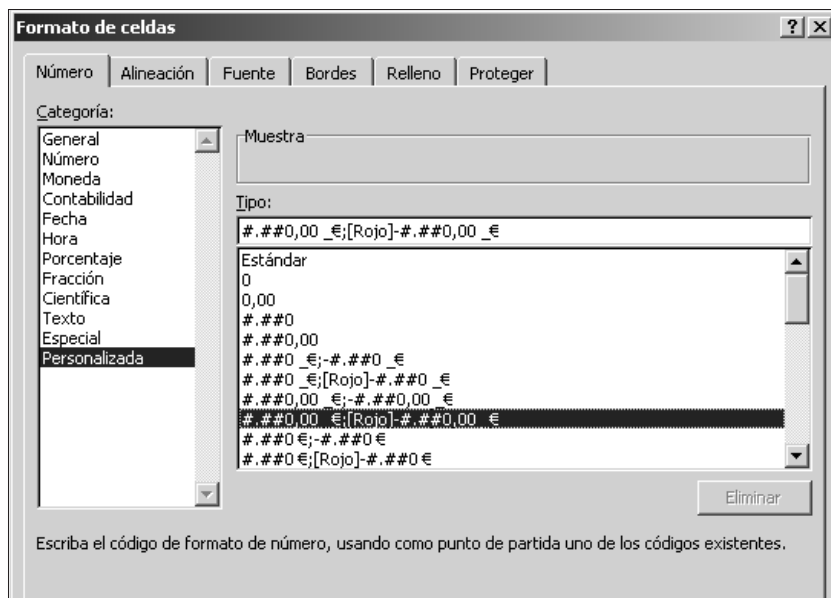 Formato de celdas
Número Alineación Fuente Bordes Relleno Proteger
Categoría:
General
Número
Moneda
Contabilidad
Fecha
Hora
Porcentaje
Fracción
Científica
Texto
Especial
Personalizada
Muestra
Tipo:
#.##0,00 _€;[Rojo]-#.##0,00 _€
Estándar
0
0,00
#.##0
#.##0,00
#.##0 _€;-#.##0 _€
#.##0 _€;[Rojo]-#.##0 _€
#.##0,00 _€;-#.##0,00 _€
#.##0,00 _€;[Rojo]-#.##0,00 _€
#.##0 €;-#.##0 €
#.##0 €;[Rojo]-#.##0 €
Eliminar
Escriba el código de formato de número, usando como punto de partida uno de los códigos existentes.